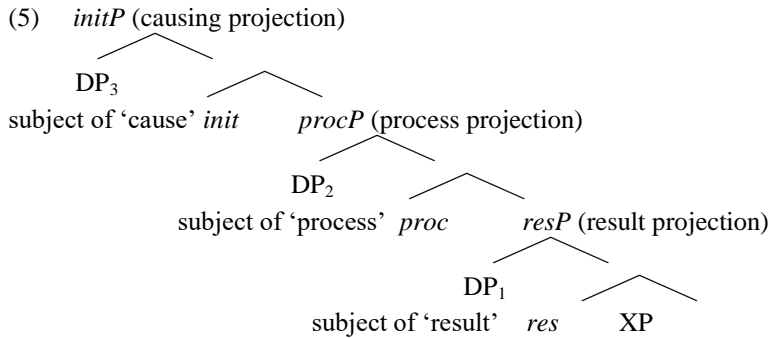 (5) initP (causing projection)
DP₃
subject of ‘cause’ init procP (process projection)
DP₂
subject of ‘process’ proc resP (result projection)
DP₁
subject of ‘result’ res XP